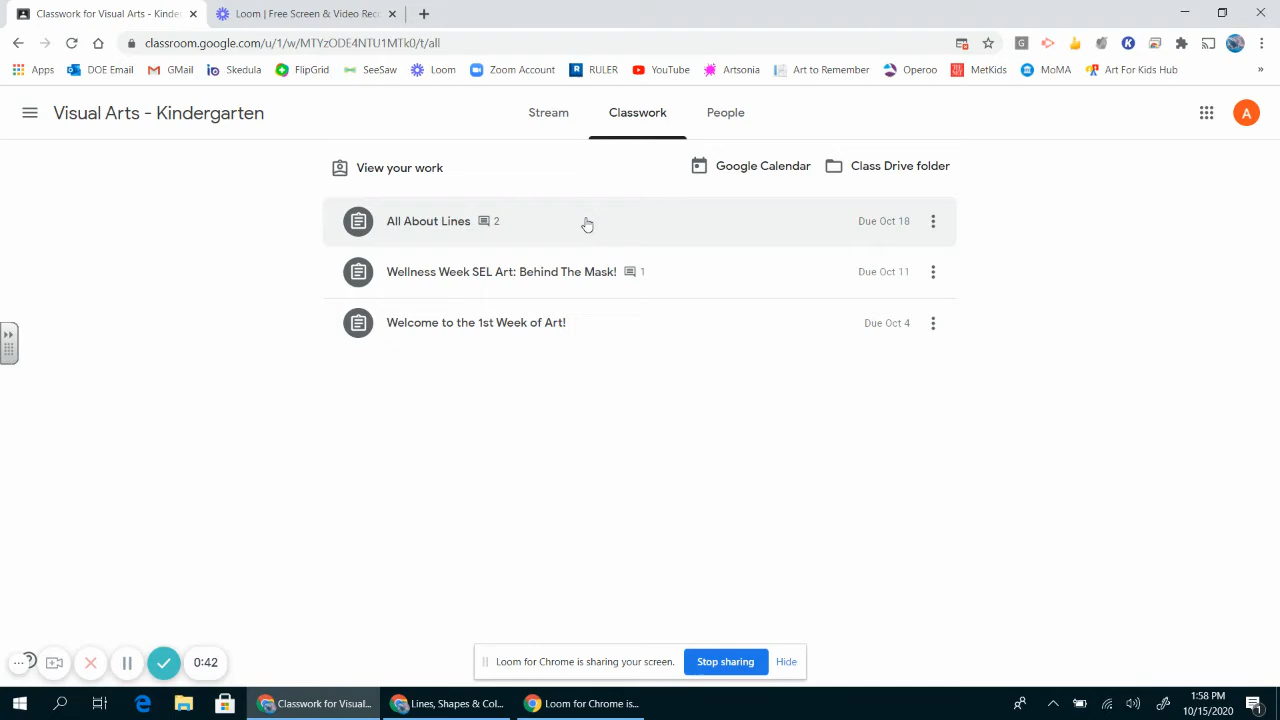 Classroom for Visual Arts - Kinde
Loom | Free Screen & Video Rec
classroom.google.com/u/1/w/MTYzODE4NTU1MTk0/t/all
Apps DOE Email GMail Skedula FlipGrid SeeSaw Loom Zoom Account RULER YouTube Artsonia Art to Remember Operoo MetKids MoMA Art For Kids Hub »
Visual Arts - Kindergarten
Stream Classwork People
A
View your work
Google Calendar Class Drive folder
All About Lines 2 Due Oct 18
Wellness Week SEL Art: Behind The Mask! 1 Due Oct 11
Welcome to the 1st Week of Art! Due Oct 4
0:42
Loom for Chrome is sharing your screen. Stop sharing Hide
Classwork for Visual... Lines, Shapes & Col... Loom for Chrome is...
1:58 PM
10/15/2020